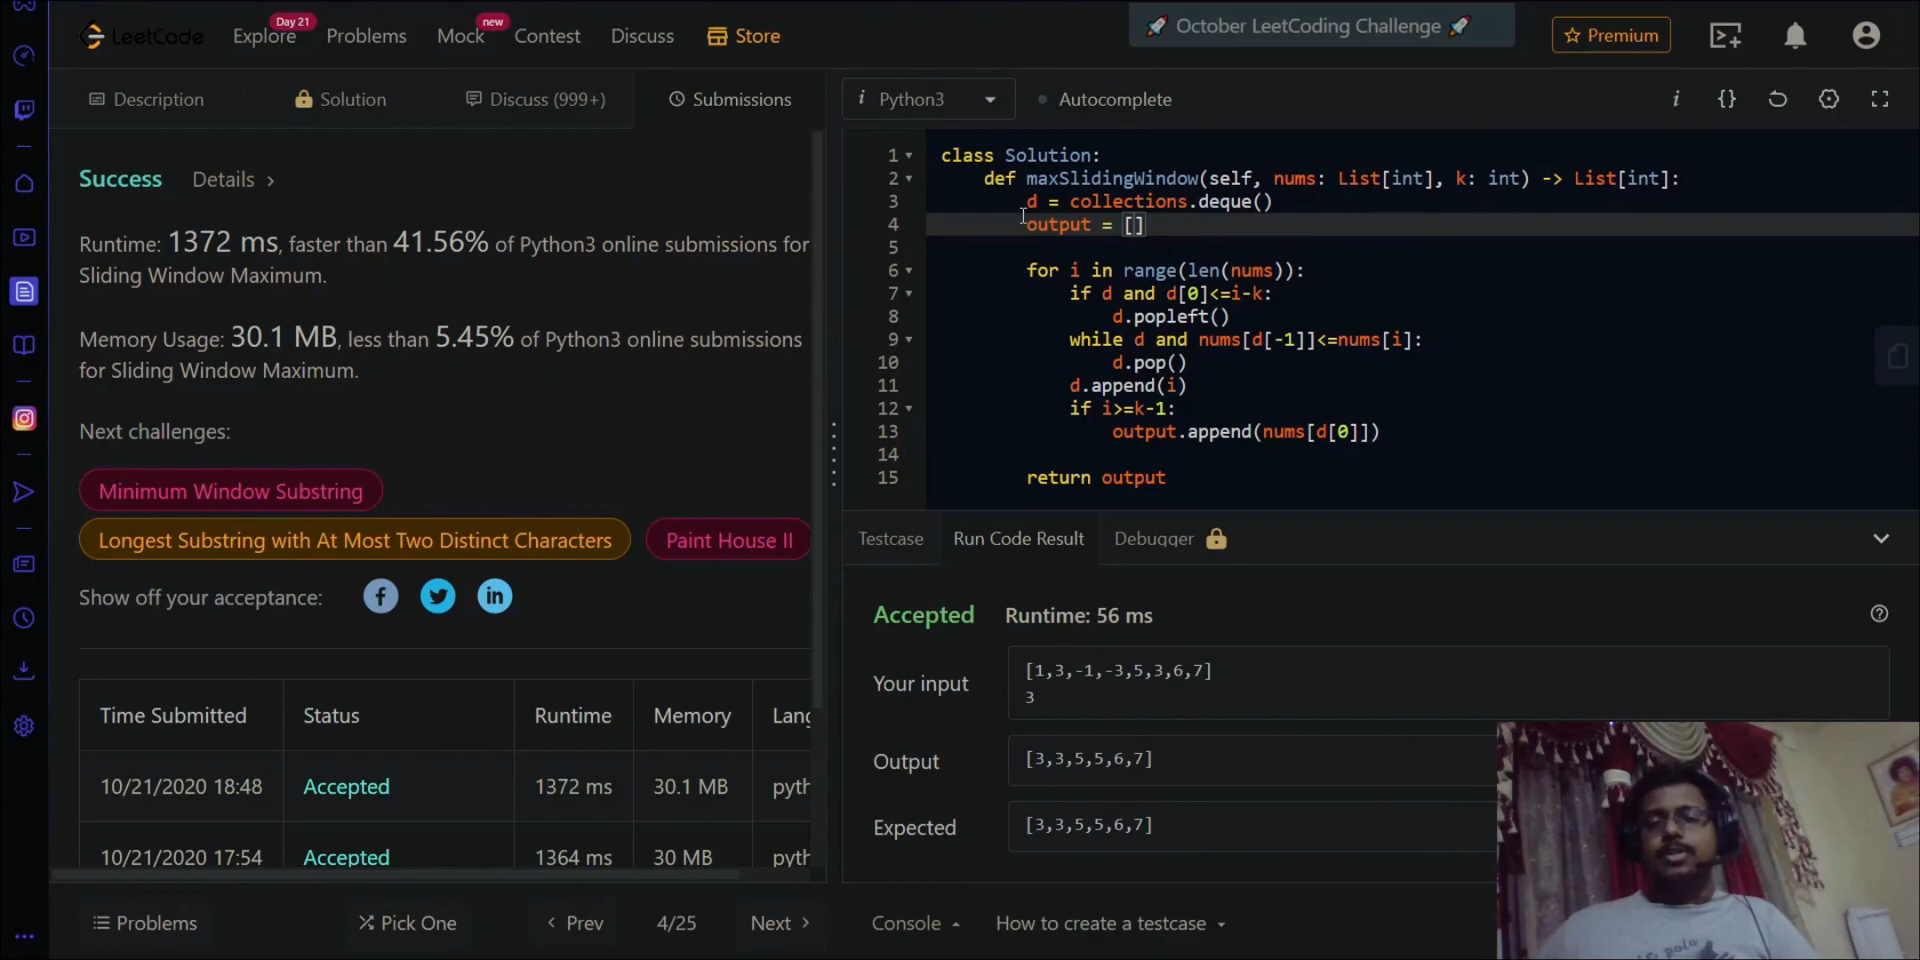 LeetCode
Explore
Day 21
Problems
Mock
new
Contest
Discuss
Store
🚀 October LeetCoding Challenge 🚀
Premium
Description
Solution
Discuss (999+)
Submissions
i Python3
Autocomplete
i {}
Success Details >
Runtime: 1372 ms, faster than 41.56% of Python3 online submissions for
Sliding Window Maximum.
Memory Usage: 30.1 MB, less than 5.45% of Python3 online submissions
for Sliding Window Maximum.
Next challenges:
Minimum Window Substring
Longest Substring with At Most Two Distinct Characters
Paint House II
Show off your acceptance:
Time Submitted Status Runtime Memory Lang
10/21/2020 18:48 Accepted 1372 ms 30.1 MB pyth
10/21/2020 17:54 Accepted 1364 ms 30 MB pyth
Problems
Pick One
< Prev
4/25
Next >
1 class Solution:
2 def maxSlidingWindow(self, nums: List[int], k: int) -> List[int]:
3 d = collections.deque()
4 output = []
5
6 for i in range(len(nums)):
7 if d and d[0]<=i-k:
8 d.popleft()
9 while d and nums[d[-1]]<=nums[i]:
10 d.pop()
11 d.append(i)
12 if i>=k-1:
13 output.append(nums[d[0]])
14
15 return output
Testcase
Run Code Result
Debugger
Accepted Runtime: 56 ms
Your input
[1,3,-1,-3,5,3,6,7]
3
Output
[3,3,5,5,6,7]
Expected
[3,3,5,5,6,7]
Console
How to create a testcase